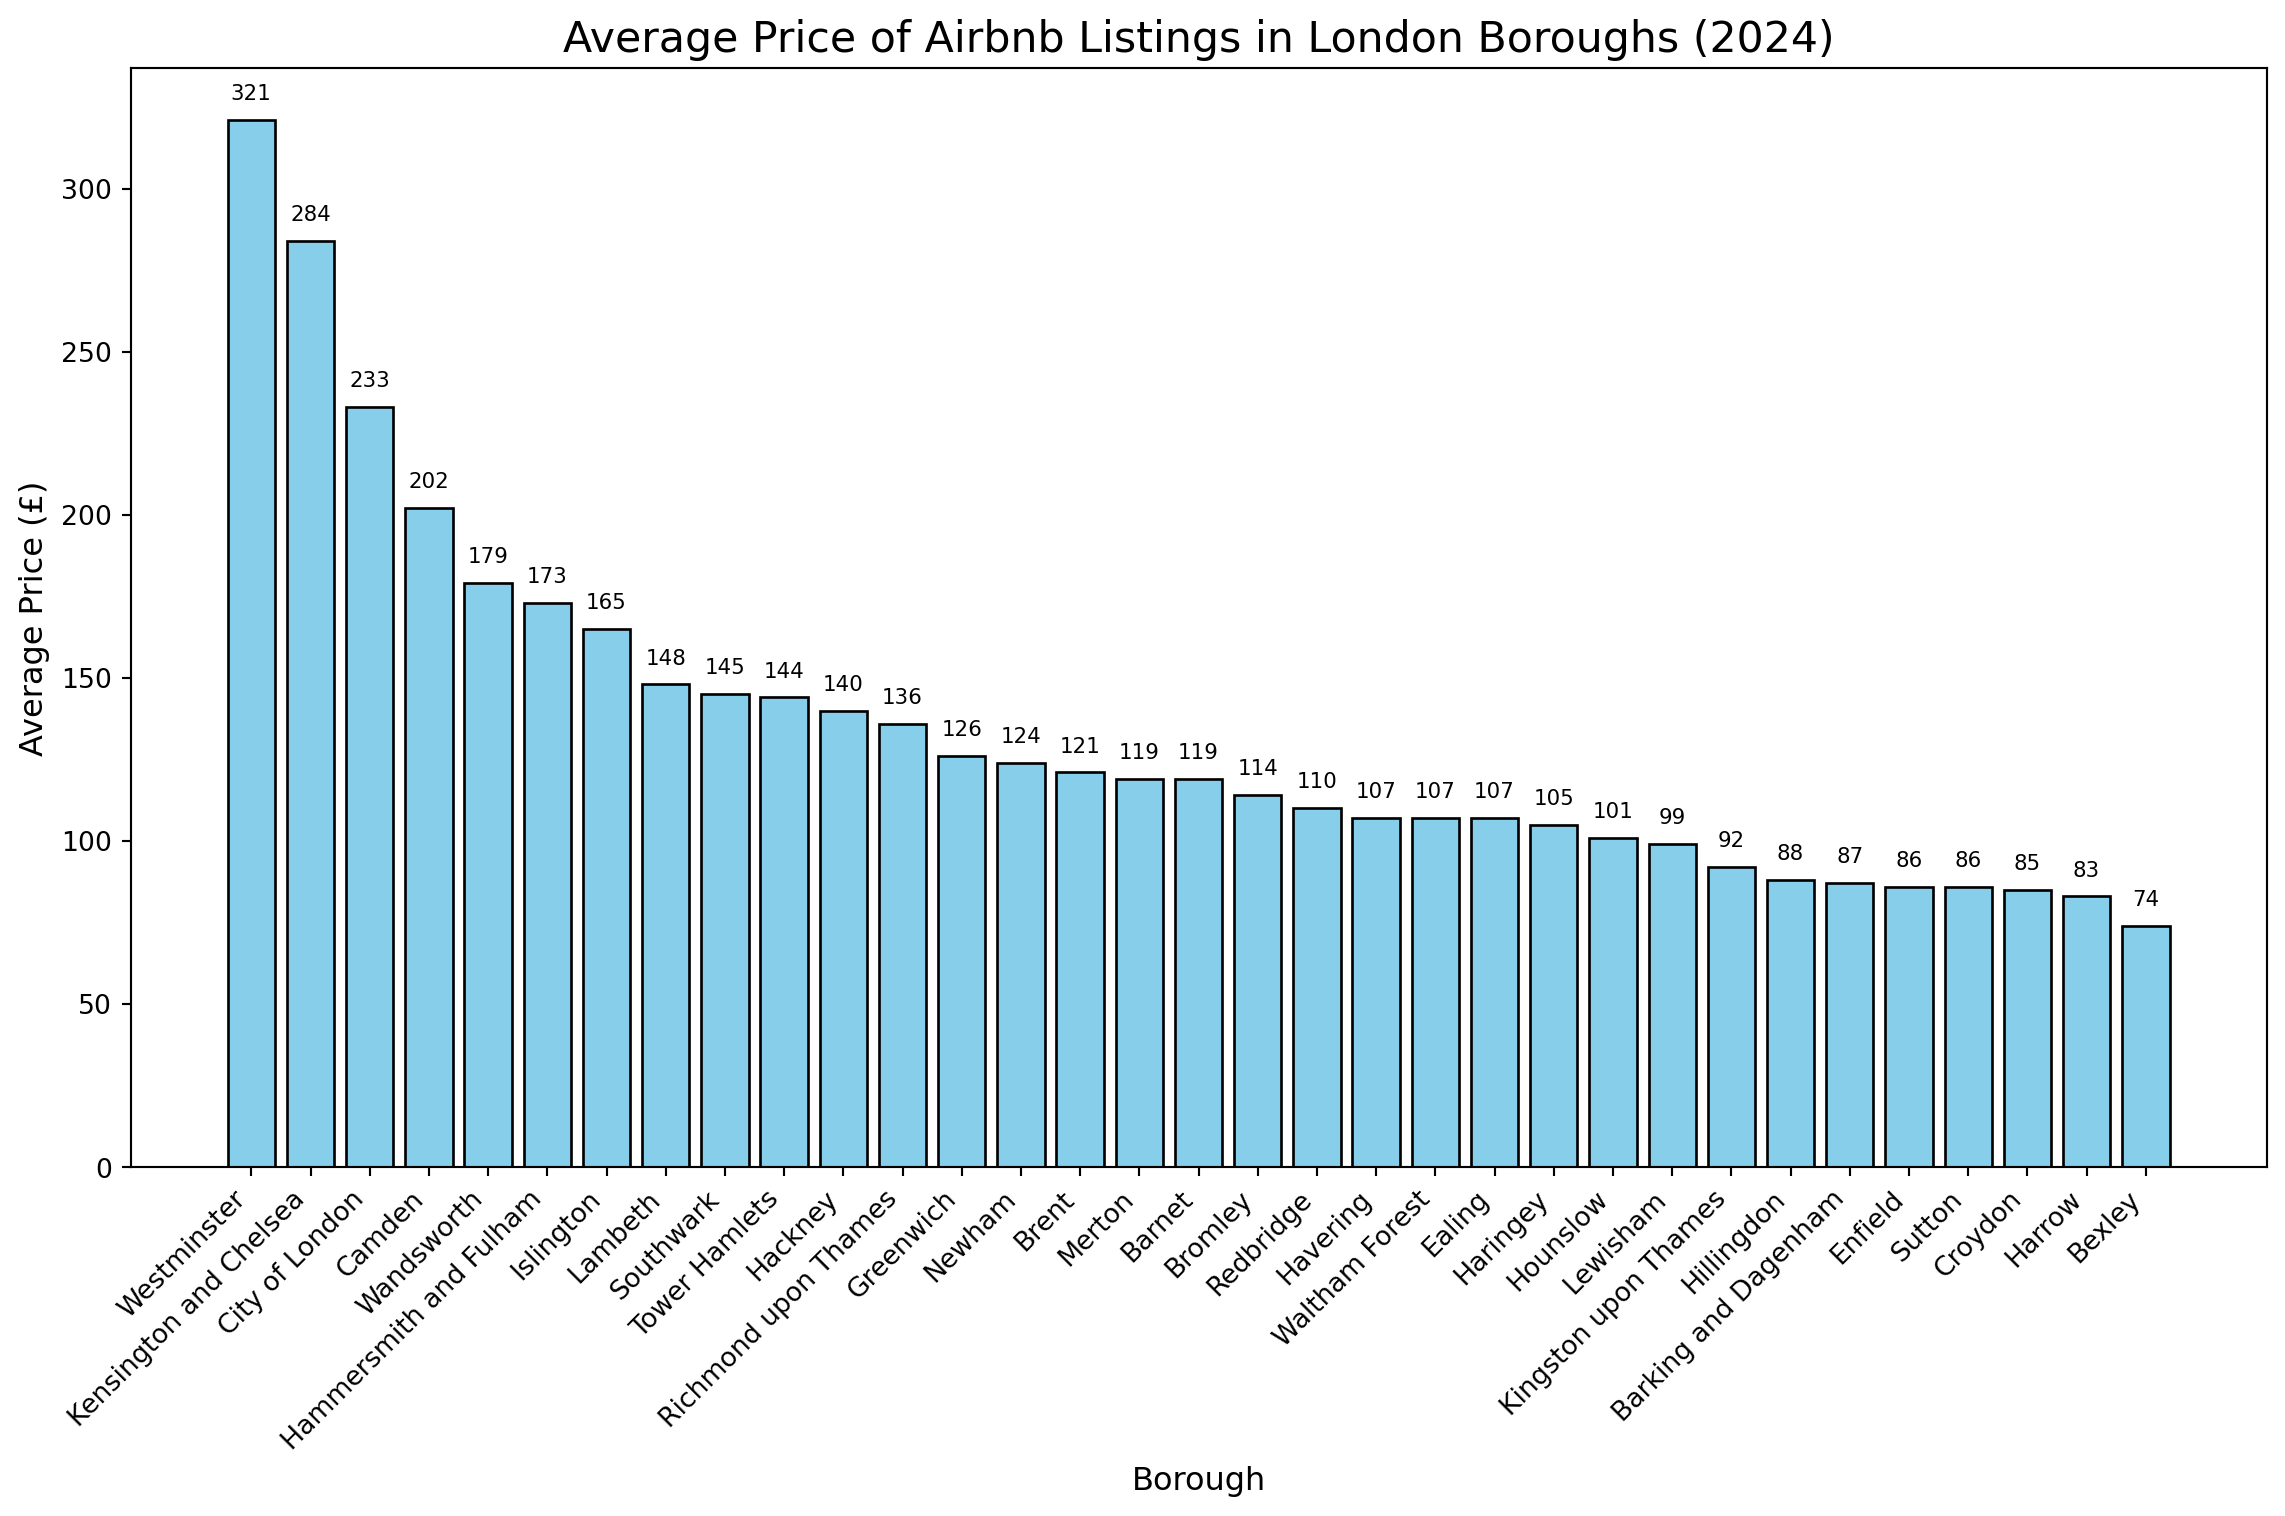 Average Price of Airbnb Listings in London Boroughs (2024)
Average Price (£)
300
250
200
150
100
50
0
321
284
233
202
179
173
165
148
145
144
140
136
126
124
121
119
119
114
110
107
107
107
105
101
99
92
88
87
86
86
85
83
74
Westminster
Kensington and Chelsea
City of London
Camden
Wandsworth
Hammersmith and Fulham
Islington
Lambeth
Southwark
Tower Hamlets
Hackney
Richmond upon Thames
Greenwich
Newham
Brent
Merton
Barnet
Bromley
Redbridge
Havering
Waltham Forest
Ealing
Haringey
Hounslow
Lewisham
Kingston upon Thames
Hillingdon
Barking and Dagenham
Enfield
Sutton
Croydon
Harrow
Bexley
Borough